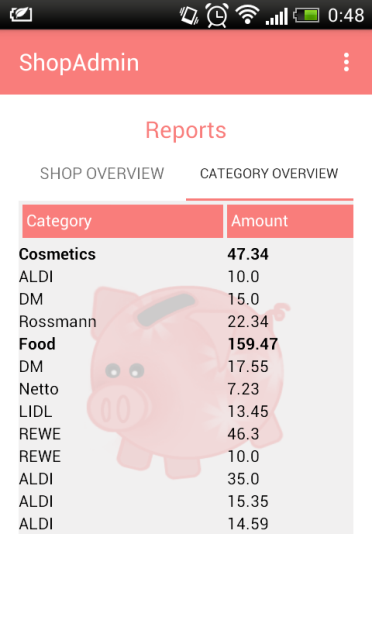 0:48
ShopAdmin
Reports
SHOP OVERVIEW CATEGORY OVERVIEW
Category Amount
Cosmetics 47.34
ALDI 10.0
DM 15.0
Rossmann 22.34
Food 159.47
DM 17.55
Netto 7.23
LIDL 13.45
REWE 46.3
REWE 10.0
ALDI 35.0
ALDI 15.35
ALDI 14.59